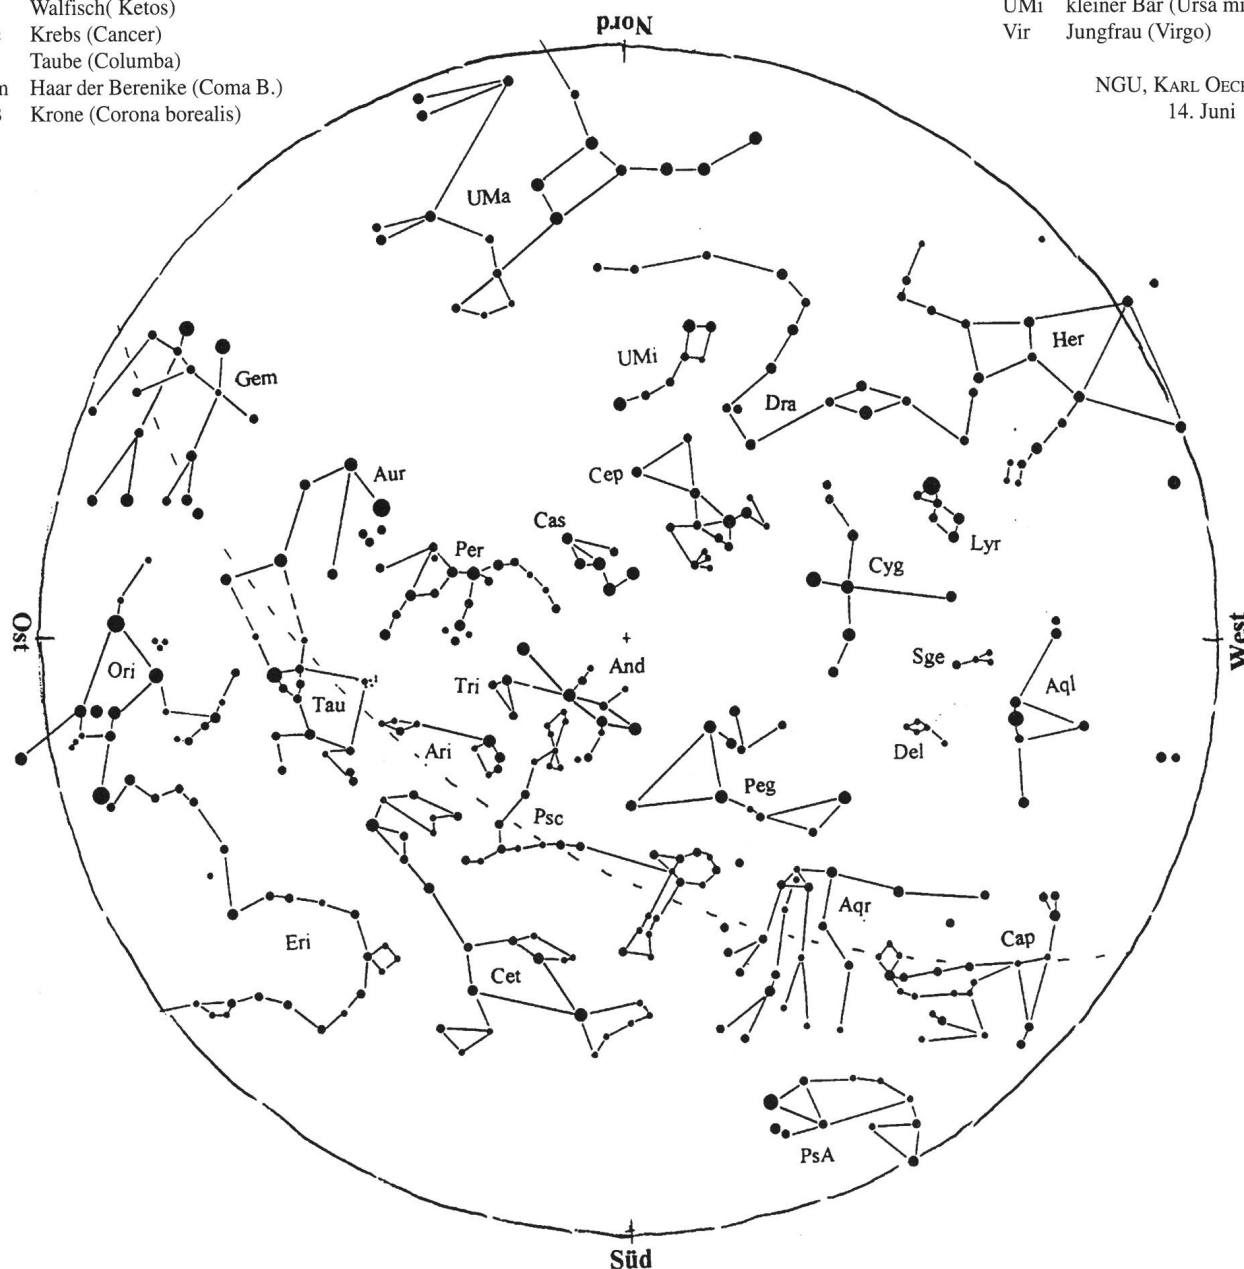 Walfisch( Ketos)
Krebs (Cancer)
Taube (Columba)
Haar der Berenike (Coma B.)
Krone (Corona borealis)
UMi kleiner Bär (Ursa mi
Vir Jungfrau (Virgo)
NGU, KARL OECH
14. Juni
Nord
UMa
Her
UMi
Gem
Dra
Aur
Cep
Cas
Lyr
Per
Cyg
Ost
West
And
Sge
Ori
Tri
Aql
Tau
Ari
Del
Peg
Psc
Aqr
Cap
Eri
Cet
PsA
Süd